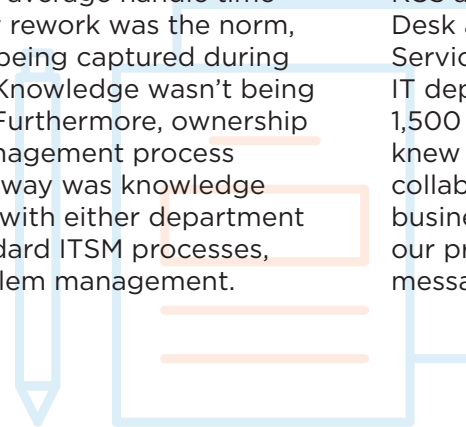 average handle time
rework was the norm,
being captured during
Knowledge wasn't being
Furthermore, ownership
nagement process
way was knowledge
with either department
dard ITSM processes,
lem management.
Desk
Servic
IT dep
1,500
knew
collab
busine
our pr
messa